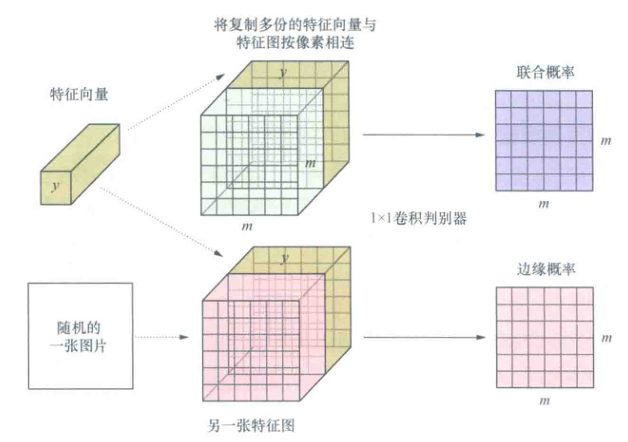 将复制多份的特征向量与
特征图按像素相连
特征向量
联合概率
y
y
m
m
m
m
1×1卷积判别器
y
边缘概率
随机的
一张图片
m
m
另一张特征图